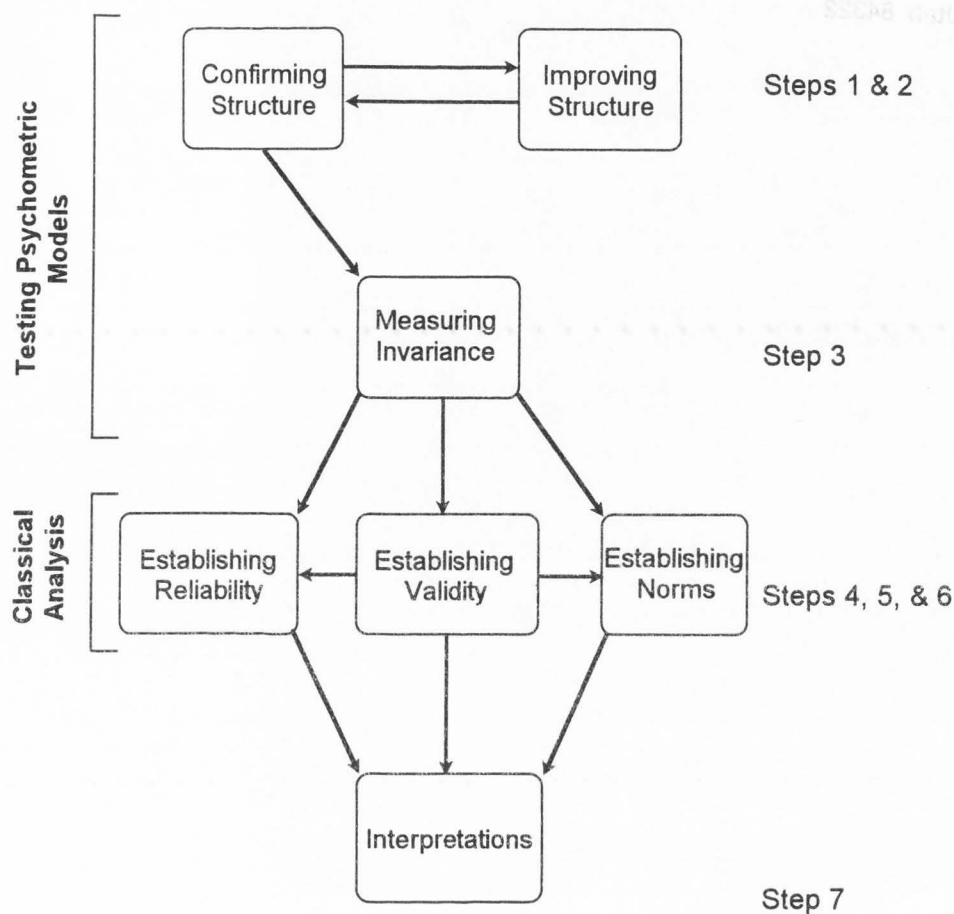 Confirming
Structure
Improving
Structure
Steps 1 & 2
Testing Psychometric
Models
Measuring
Invariance
Step 3
Classical
Analysis
Establishing
Reliability
Establishing
Validity
Establishing
Norms
Steps 4, 5, & 6
Interpretations
Step 7